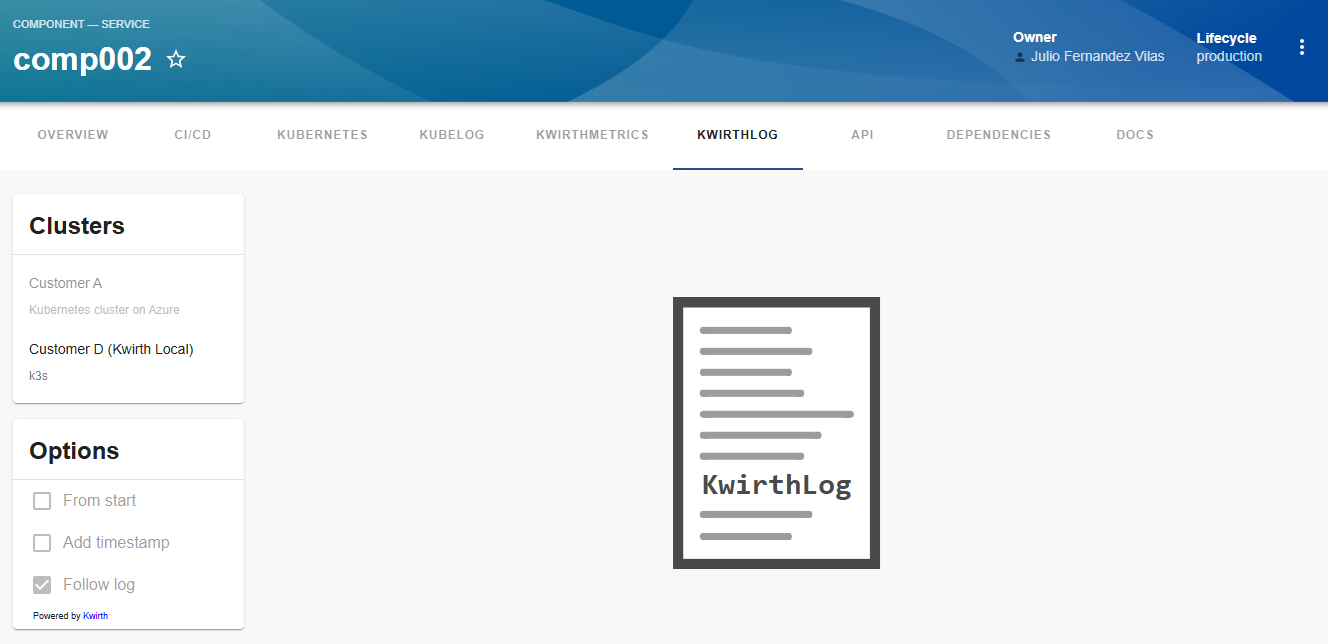 COMPONENT — SERVICE
comp002
Owner
Julio Fernandez Vilas
Lifecycle
production
OVERVIEW
CI/CD
KUBERNETES
KUBELOG
KWIRTHMETRICS
KWIRTHLOG
API
DEPENDENCIES
DOCS
Clusters
Customer A
Kubernetes cluster on Azure
Customer D (Kwirth Local)
k3s
Options
From start
Add timestamp
Follow log
Powered by Kwirth
KwirthLog